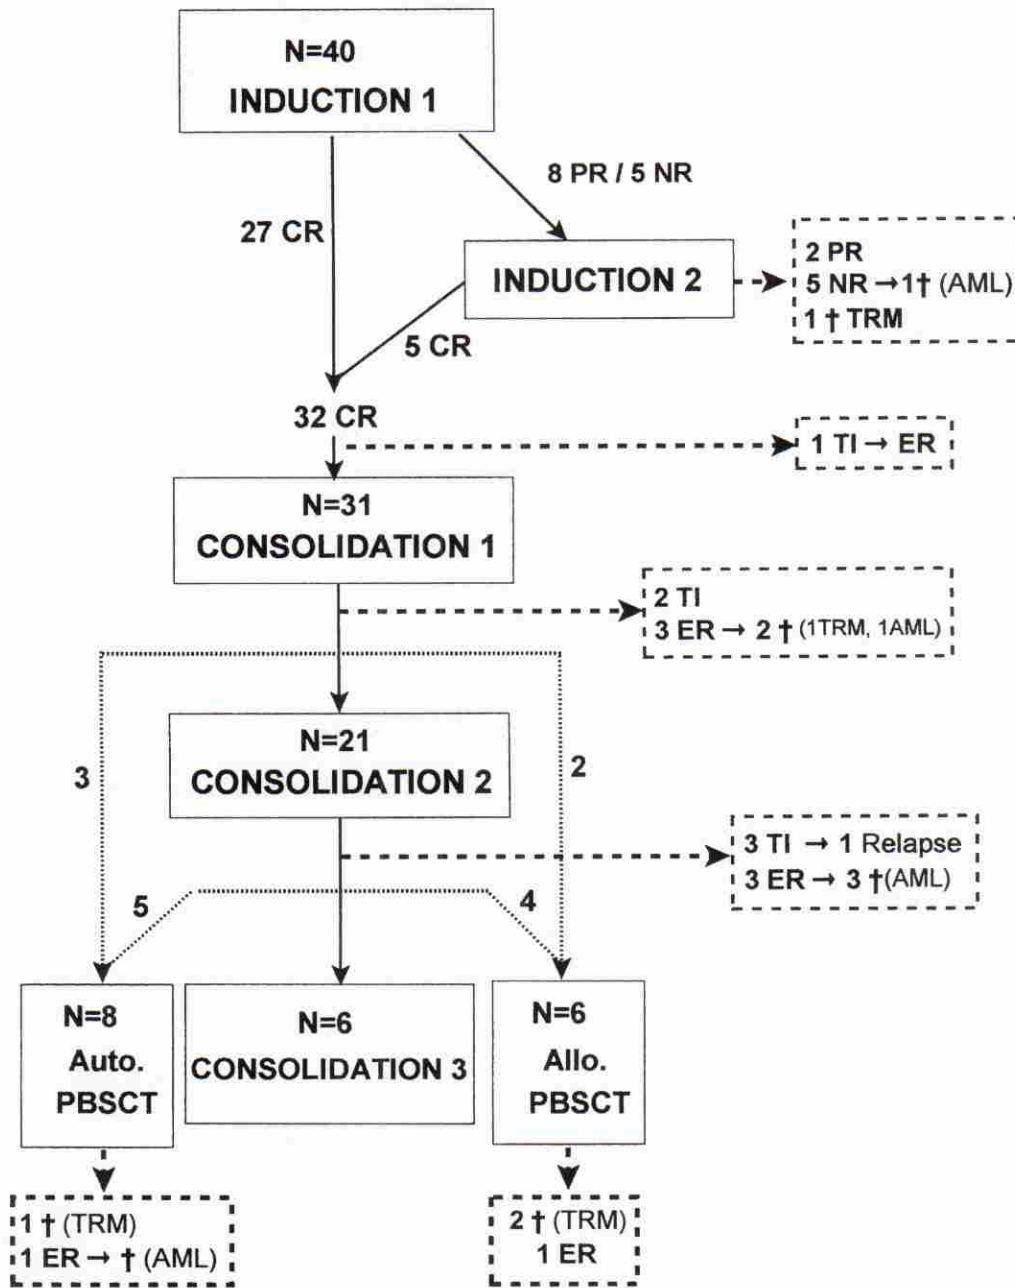 N=40
INDUCTION 1
8 PR / 5 NR
27 CR
INDUCTION 2
2 PR
5 NR → 1 † (AML)
1 † TRM
5 CR
32 CR
1 TI → ER
N=31
CONSOLIDATION 1
2 TI
3 ER → 2 † (1TRM, 1AML)
N=21
CONSOLIDATION 2
3
2
3 TI → 1 Relapse
3 ER → 3 †(AML)
5
4
N=8
Auto.
PBSCT
N=6
CONSOLIDATION 3
N=6
Allo.
PBSCT
1 † (TRM)
1 ER → † (AML)
2 † (TRM)
1 ER